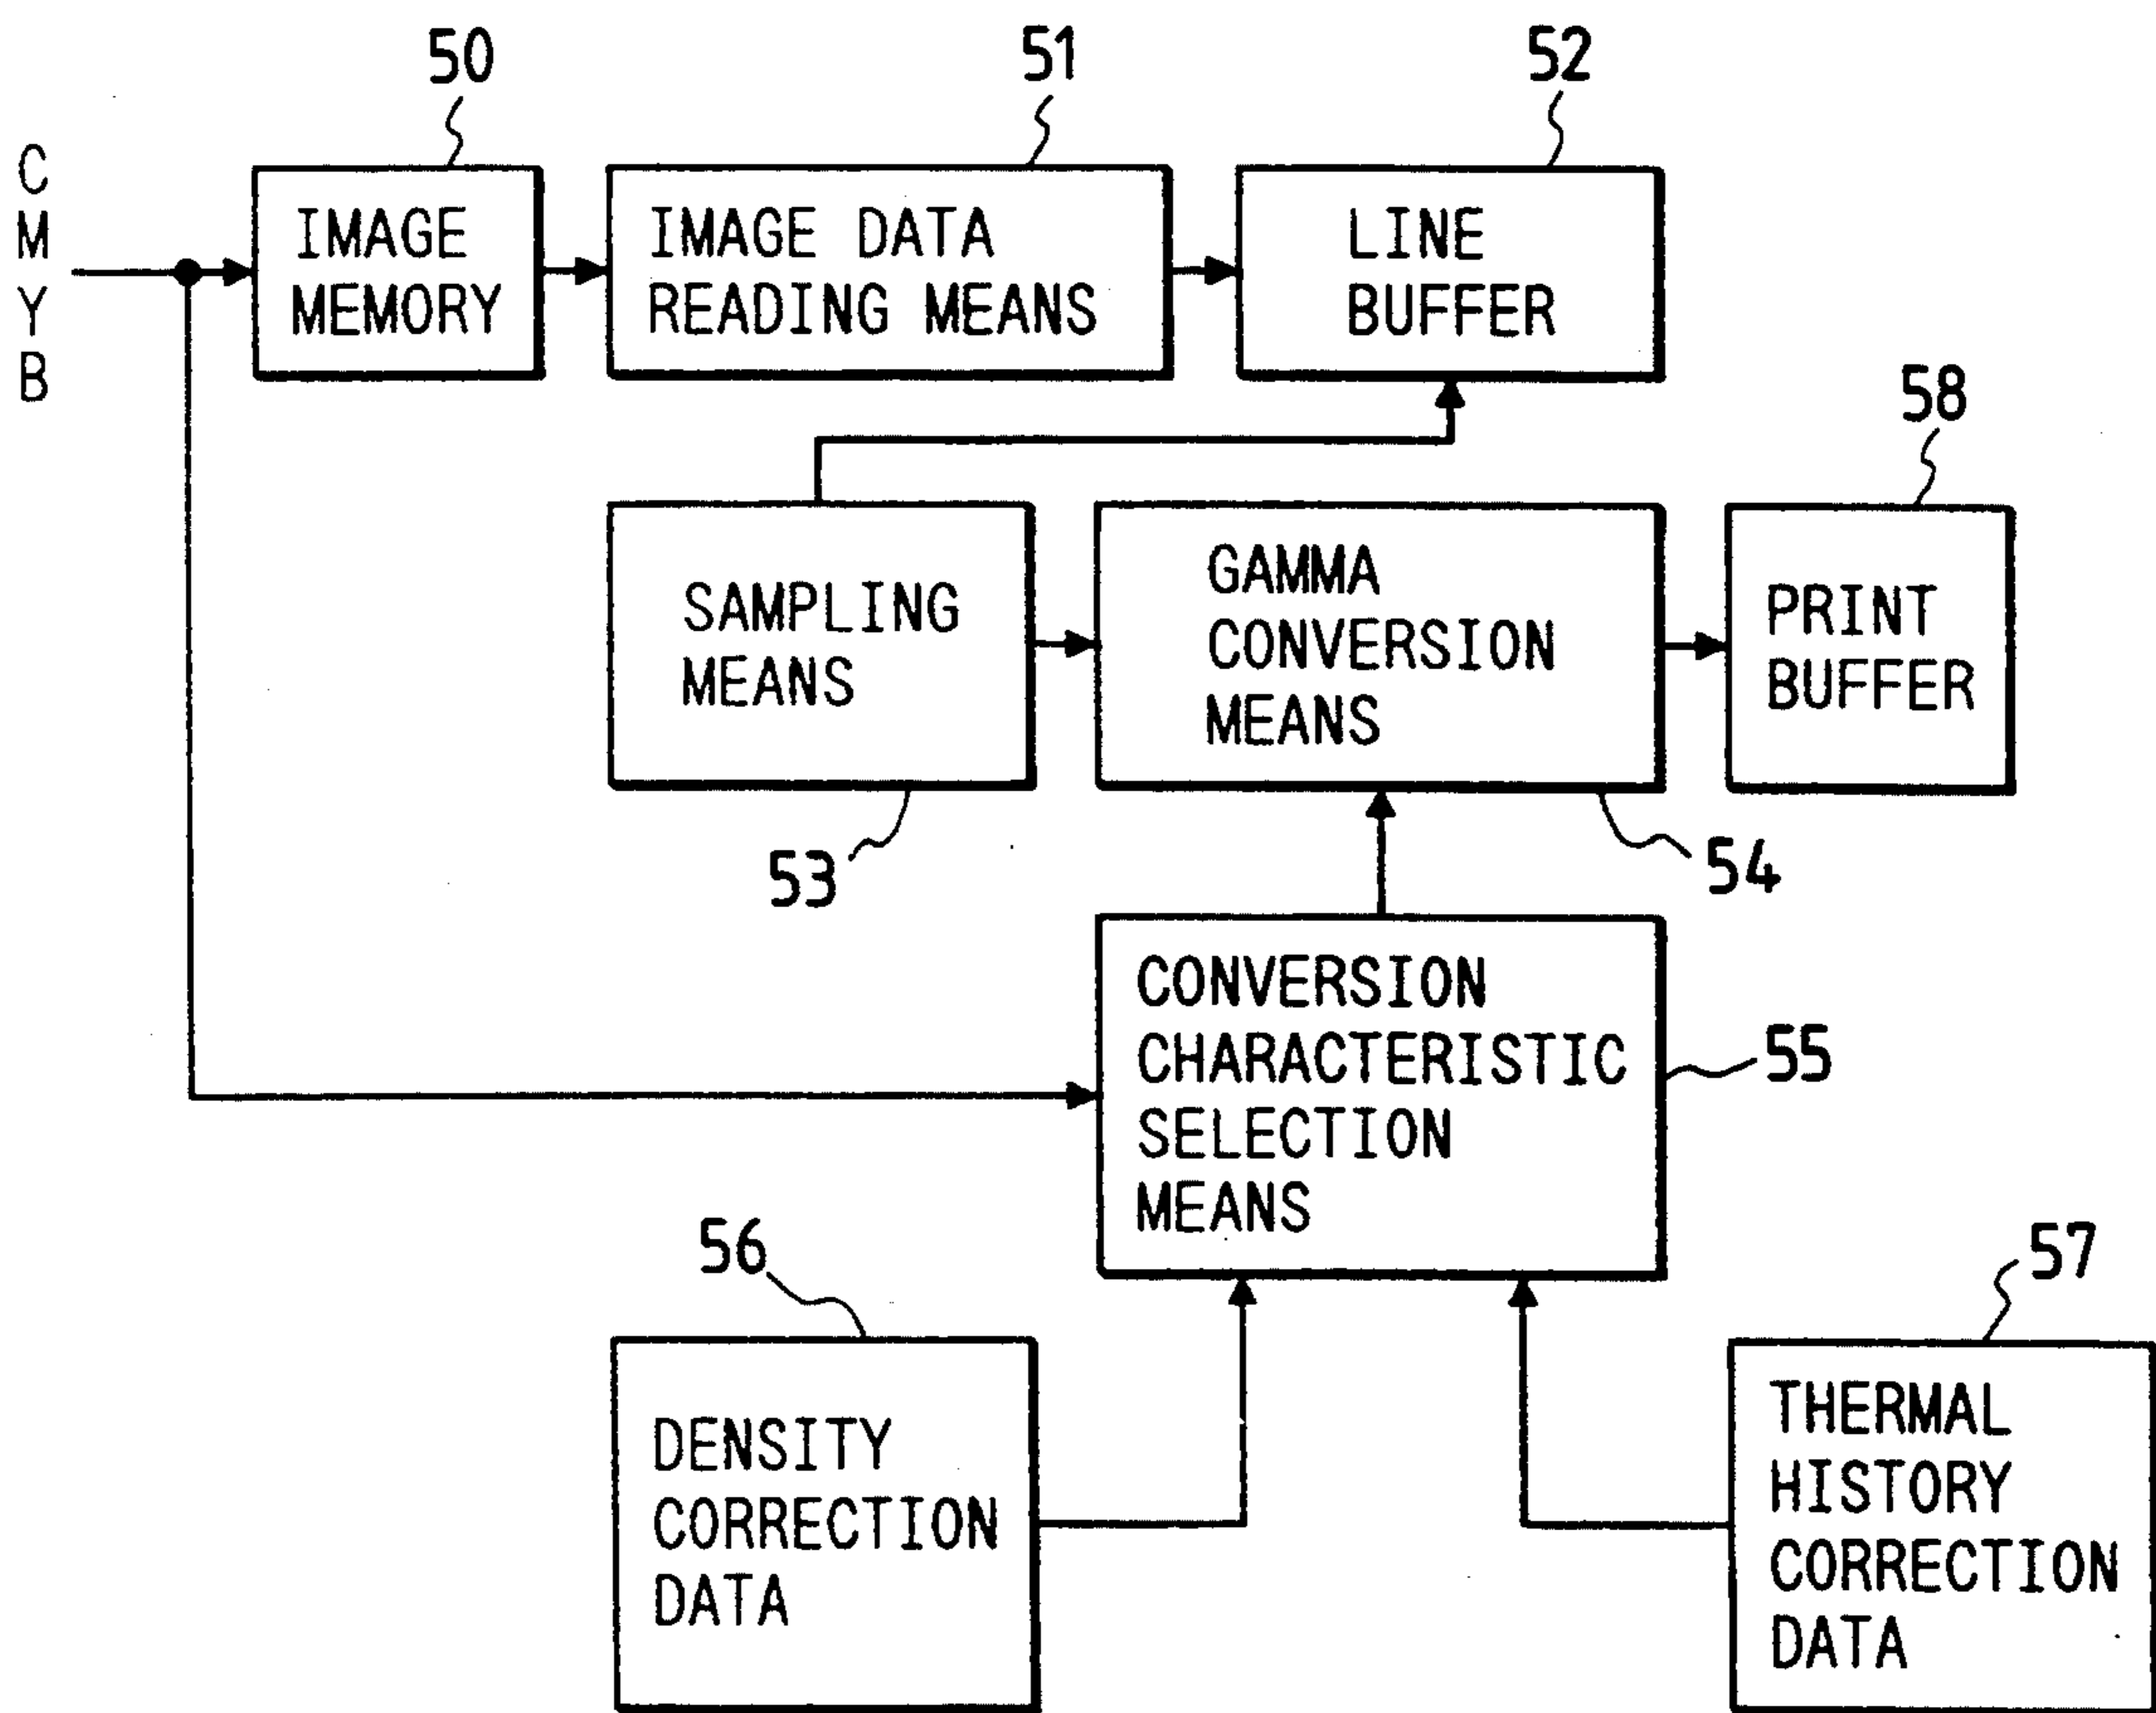 50
51
52
C
M
Y
B
IMAGE
MEMORY
IMAGE DATA
READING MEANS
LINE
BUFFER
58
SAMPLING
MEANS
GAMMA
CONVERSION
MEANS
PRINT
BUFFER
53
54
CONVERSION
CHARACTERISTIC
SELECTION
MEANS
55
56
57
DENSITY
CORRECTION
DATA
THERMAL
HISTORY
CORRECTION
DATA